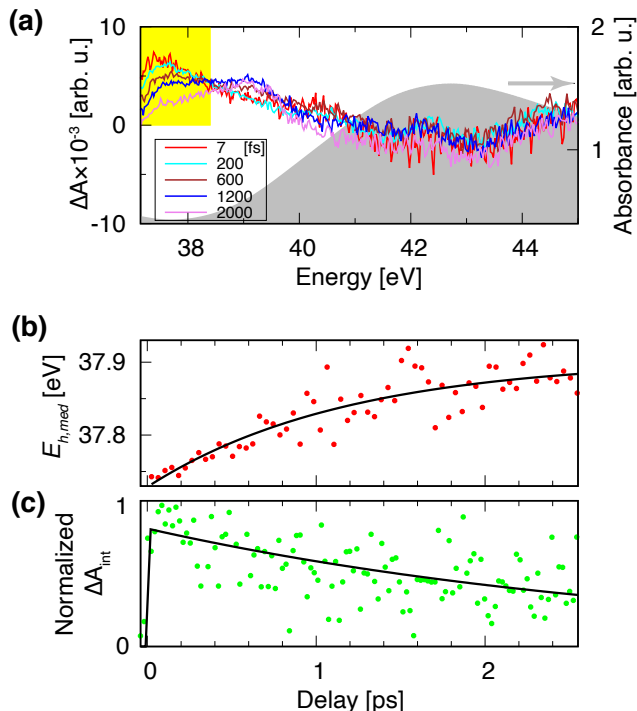 (a)
10
0
-10
ΔA×10⁻³ [arb. u.]
2
1
Absorbance [arb. u.]
7 [fs]
200
600
1200
2000
38 40 42 44
Energy [eV]
(b)
37.9
37.8
E_h,med
[eV]
(c)
1
0
Normalized
ΔA_int
0 1 2
Delay [ps]